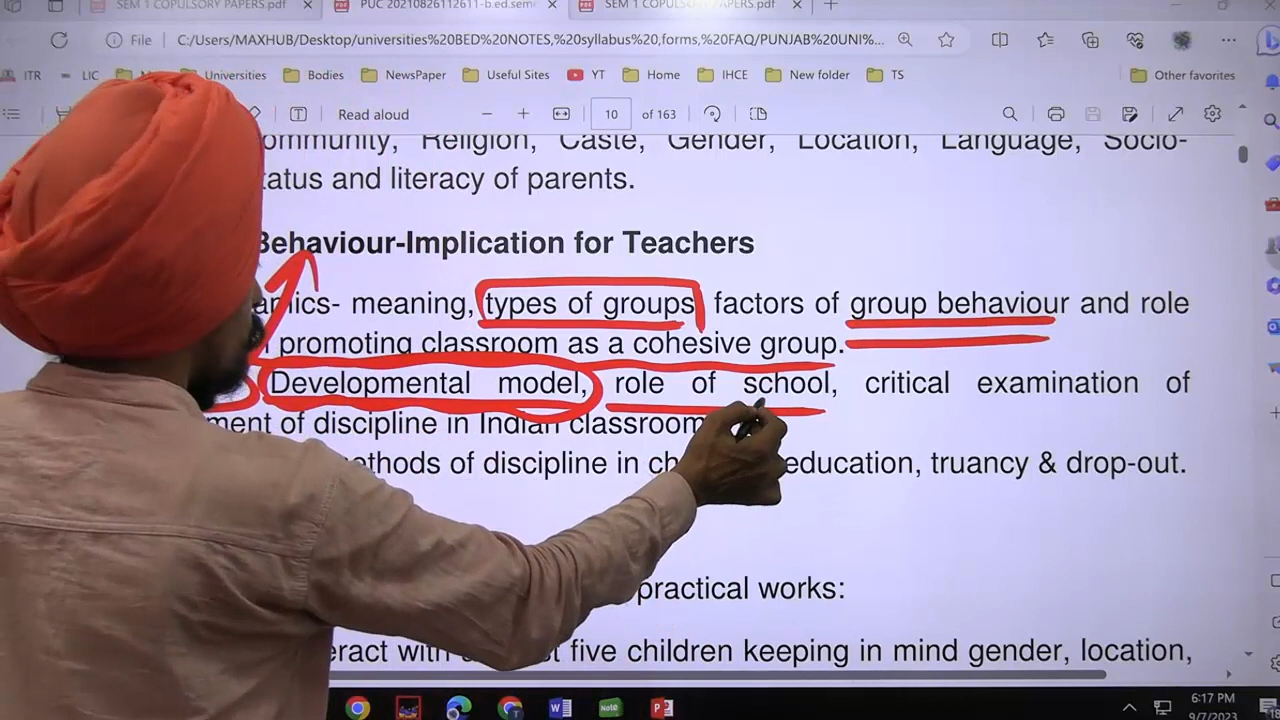 SEM 1 COPULSORY PAPERS.pdf PUC 20210826112611-b.ed.sem SEM 1 COPULSO PAPERS.pdf
File C:/Users/MAXHUB/Desktop/universities%20BED%20NOTES,%20syllabus%20,forms,%20FAQ/PUNJAB%20UNI%...
ITR LIC Universities Bodies NewsPaper Useful Sites YT Home IHCE New folder TS Other favorites
Read aloud 10 of 163
ommunity, Religion, Caste, Gender, Location, Language, Socio-
tatus and literacy of parents.
Behaviour-Implication for Teachers
amics- meaning, types of groups, factors of group behaviour and role
promoting classroom as a cohesive group.
Developmental model, role of school, critical examination of
ment of discipline in Indian classroom
ethods of discipline in ch education, truancy & drop-out.
practical works:
eract with st five children keeping in mind gender, location,
Note
6:17 PM
9/7/2023